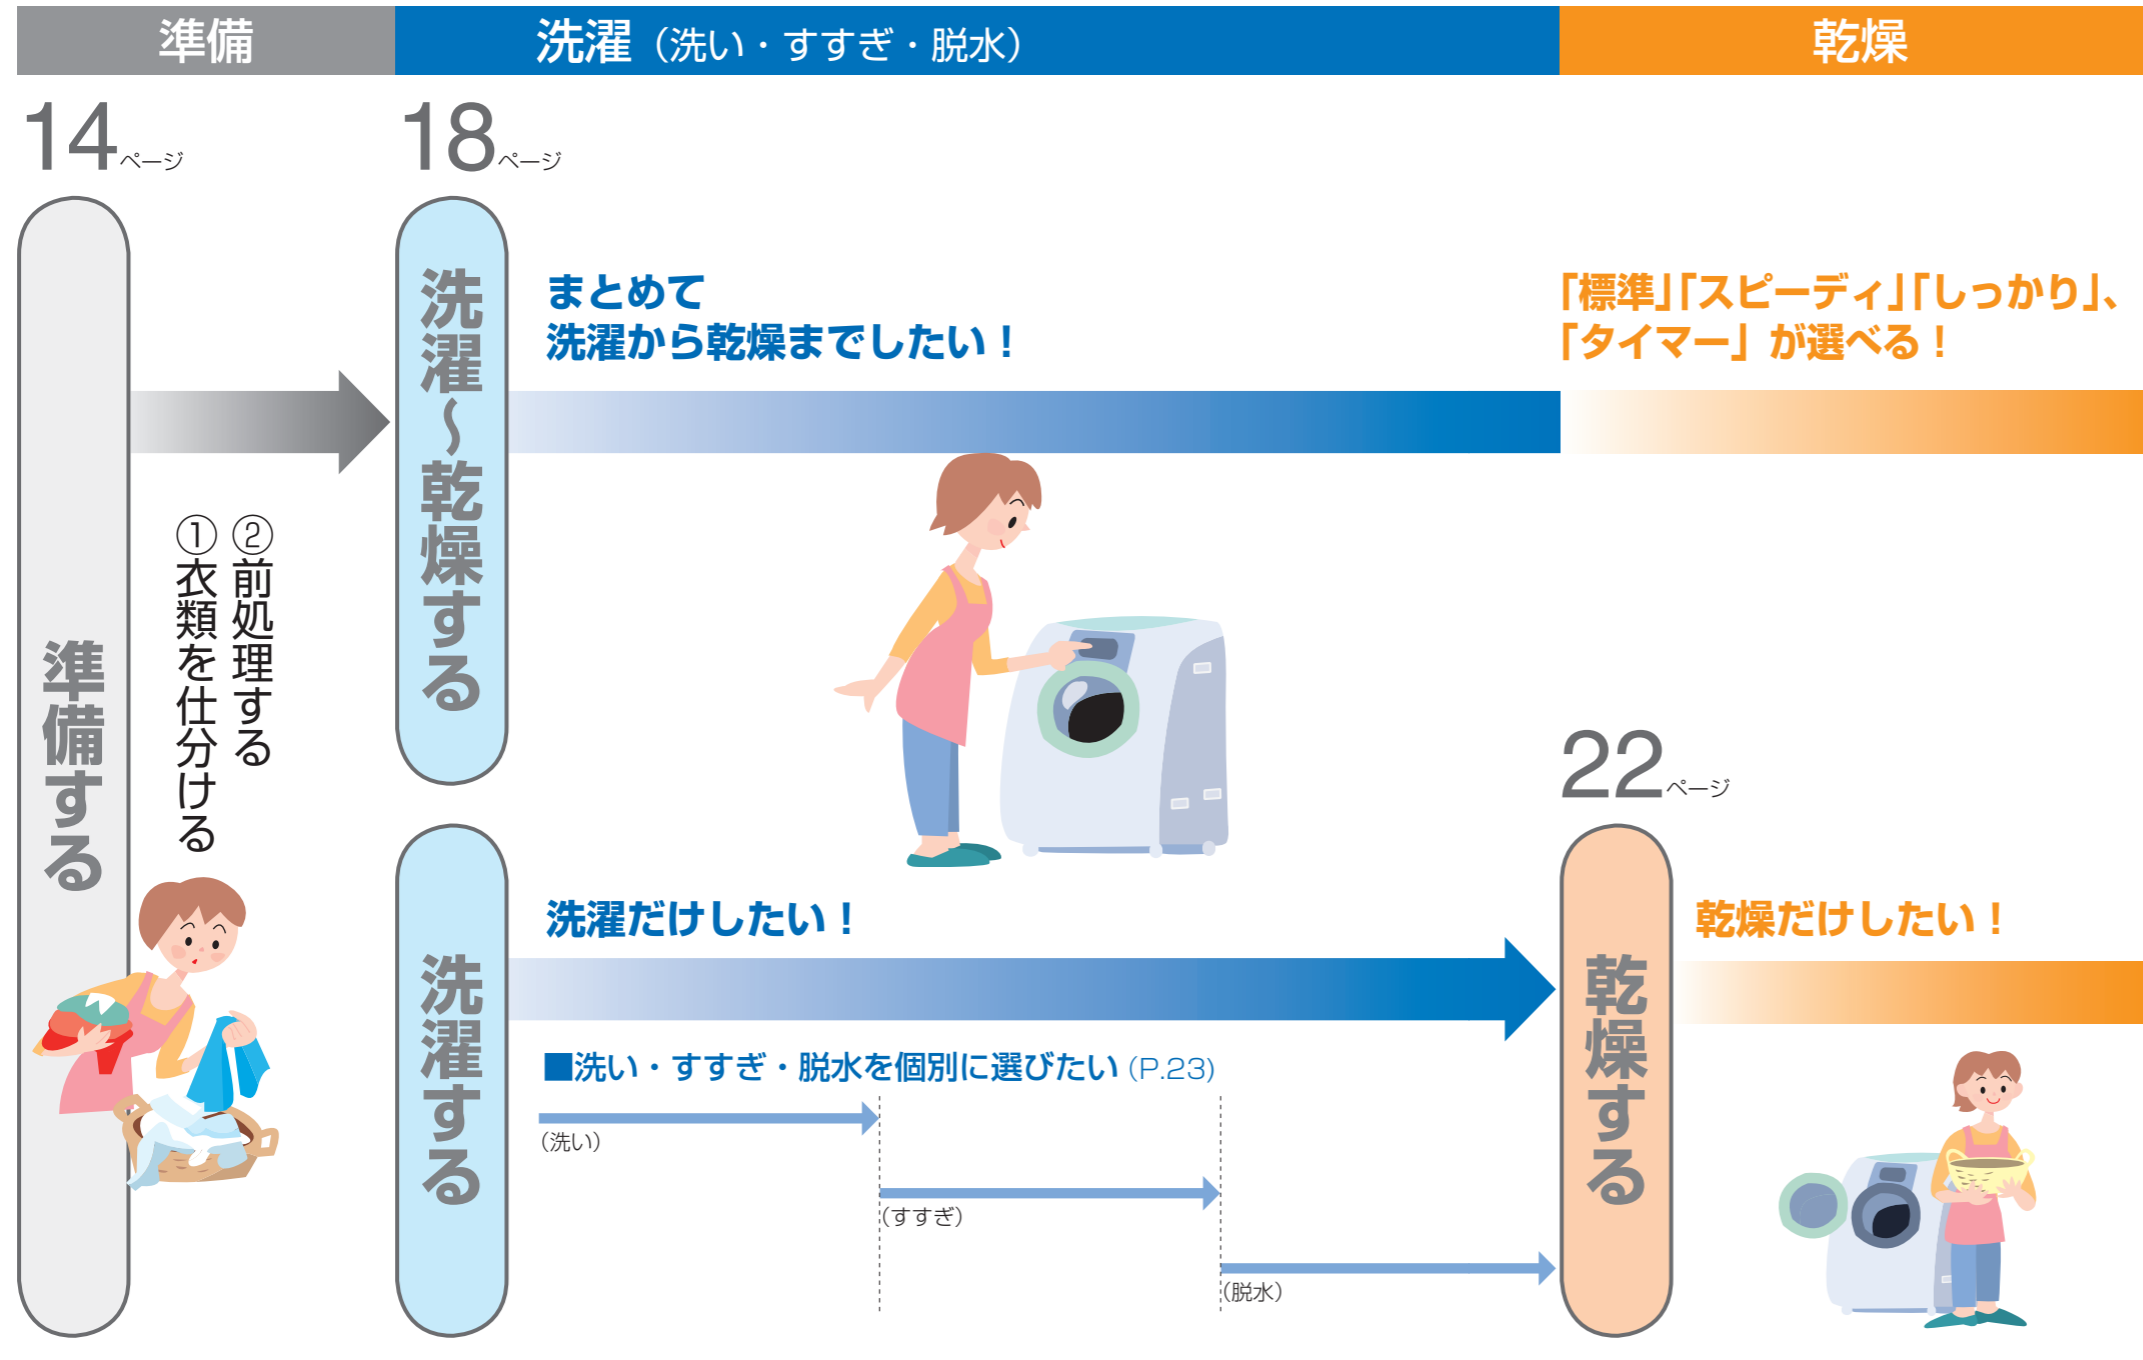 準備
洗濯（洗い・すすぎ・脱水）
乾燥
14ページ
準備する
①衣類を仕分ける
②前処理する
18ページ
洗濯～乾燥する
まとめて
洗濯から乾燥までしたい！
「標準」「スピーディ」「しっかり」、
「タイマー」が選べる！
洗濯する
洗濯だけしたい！
■洗い・すすぎ・脱水を個別に選びたい（P.23）
（洗い）
（すすぎ）
（脱水）
22ページ
乾燥する
乾燥だけしたい！